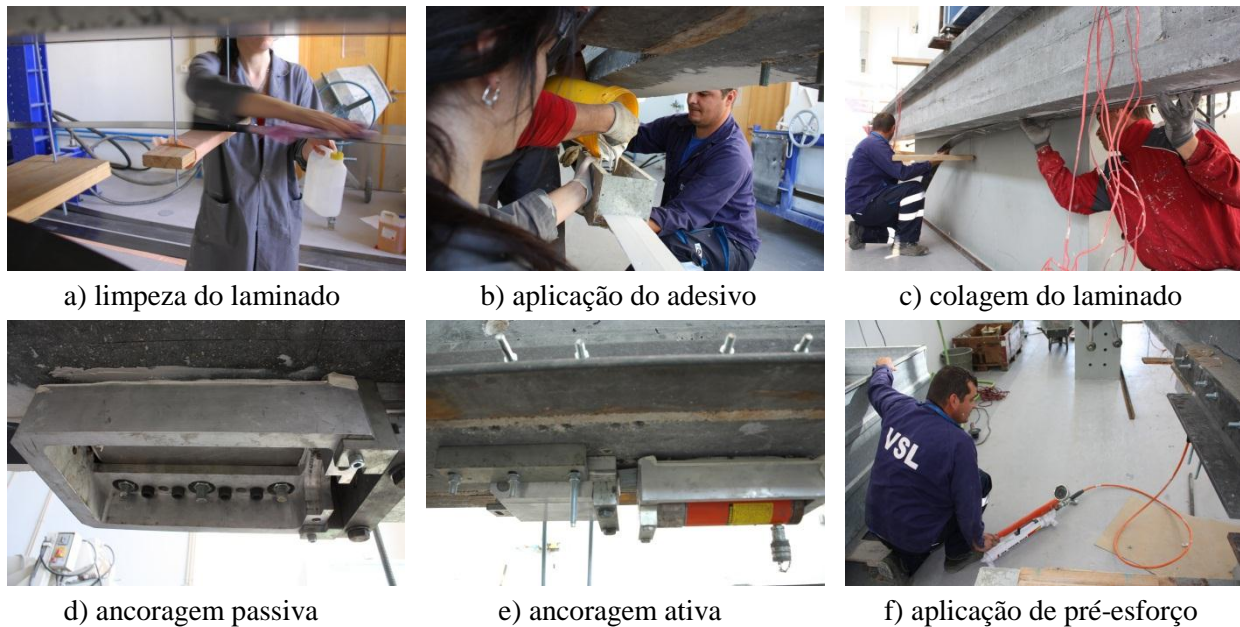 a) limpeza do laminado
b) aplicação do adesivo
c) colagem do laminado
VSL
d) ancoragem passiva
e) ancoragem ativa
f) aplicação de pré-esforço